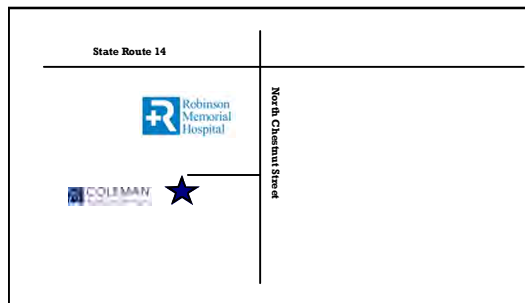 State Route 14
Robinson
Memorial
Hospital
North Chestnut Street
COLEMAN